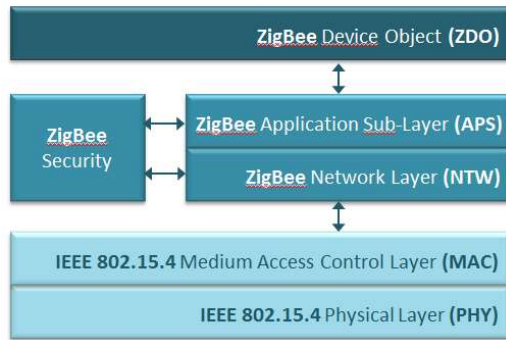 ZigBee Device Object (ZDO)
ZigBee
Security
ZigBee Application Sub-Layer (APS)
ZigBee Network Layer (NTW)
IEEE 802.15.4 Medium Access Control Layer (MAC)
IEEE 802.15.4 Physical Layer (PHY)